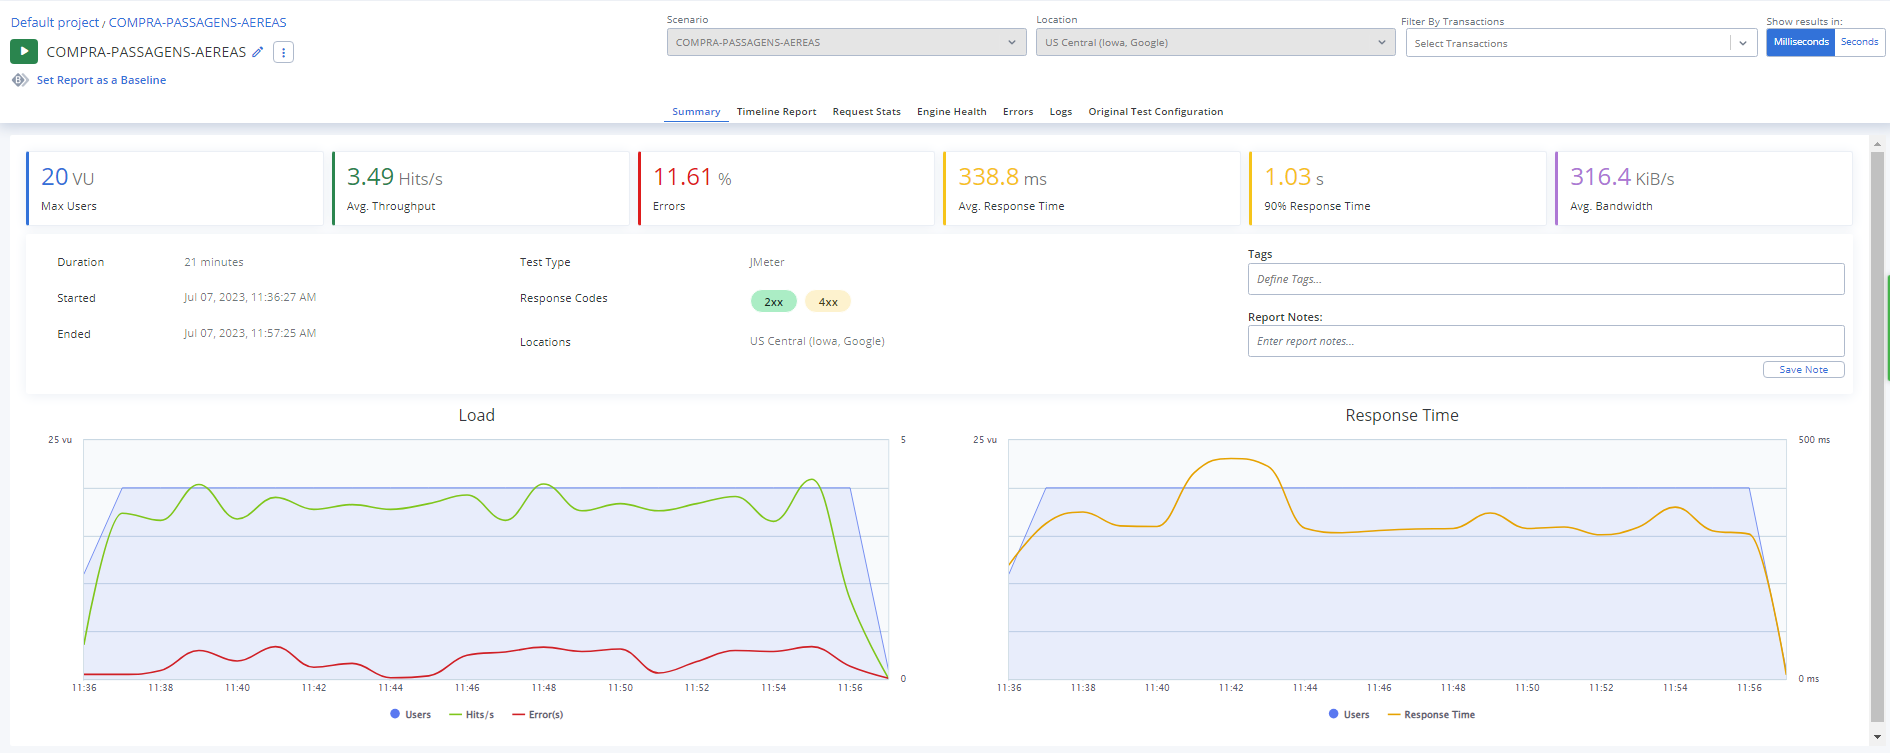 Default project / COMPRA-PASSAGENS-AEREAS
COMPRA-PASSAGENS-AEREAS
Set Report as a Baseline
Scenario
COMPRA-PASSAGENS-AEREAS
Location
US Central (Iowa, Google)
Filter By Transactions
Select Transactions
Show results in:
Milliseconds Seconds
Summary Timeline Report Request Stats Engine Health Errors Logs Original Test Configuration
20 VU
Max Users
3.49 Hits/s
Avg. Throughput
11.61 %
Errors
338.8 ms
Avg. Response Time
1.03 s
90% Response Time
316.4 KiB/s
Avg. Bandwidth
Duration 21 minutes
Started Jul 07, 2023, 11:36:27 AM
Ended Jul 07, 2023, 11:57:25 AM
Test Type JMeter
Response Codes 2xx 4xx
Locations US Central (Iowa, Google)
Tags
Define Tags...
Report Notes:
Enter report notes...
Save Note
Load
25 vu 5
0
11:36 11:38 11:40 11:42 11:44 11:46 11:48 11:50 11:52 11:54 11:56
Users Hits/s Error(s)
Response Time
25 vu 500 ms
0 ms
11:36 11:38 11:40 11:42 11:44 11:46 11:48 11:50 11:52 11:54 11:56
Users Response Time